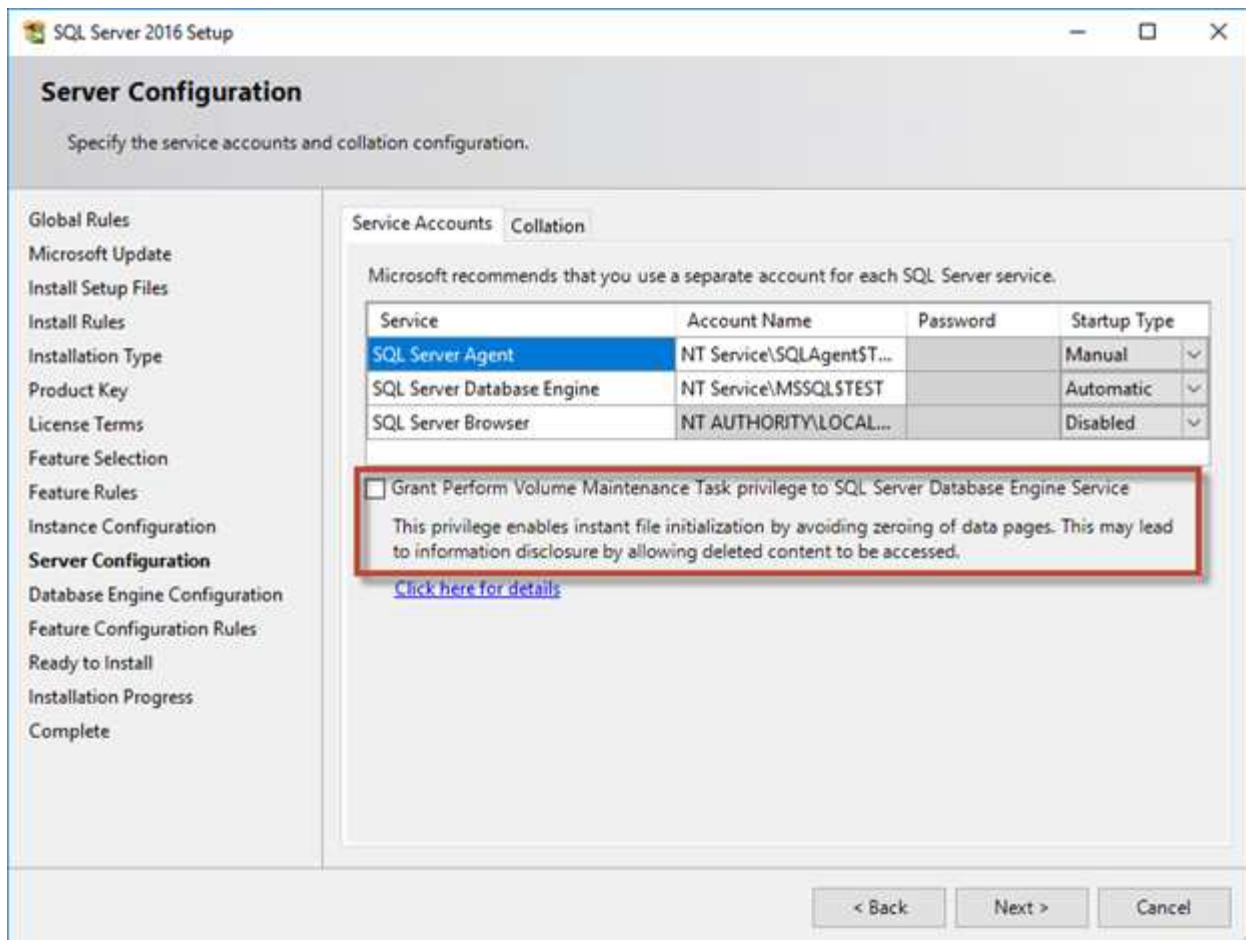 SQL Server 2016 Setup
Server Configuration
Specify the service accounts and collation configuration.
Global Rules
Microsoft Update
Install Setup Files
Install Rules
Installation Type
Product Key
License Terms
Feature Selection
Feature Rules
Instance Configuration
Server Configuration
Database Engine Configuration
Feature Configuration Rules
Ready to Install
Installation Progress
Complete
Service Accounts Collation
Microsoft recommends that you use a separate account for each SQL Server service.
Service Account Name Password Startup Type
SQL Server Agent NT Service\SQLAgent$T... Manual
SQL Server Database Engine NT Service\MSSQL$TEST Automatic
SQL Server Browser NT AUTHORITY\LOCAL... Disabled
Grant Perform Volume Maintenance Task privilege to SQL Server Database Engine Service
This privilege enables instant file initialization by avoiding zeroing of data pages. This may lead
to information disclosure by allowing deleted content to be accessed.
Click here for details
< Back Next > Cancel